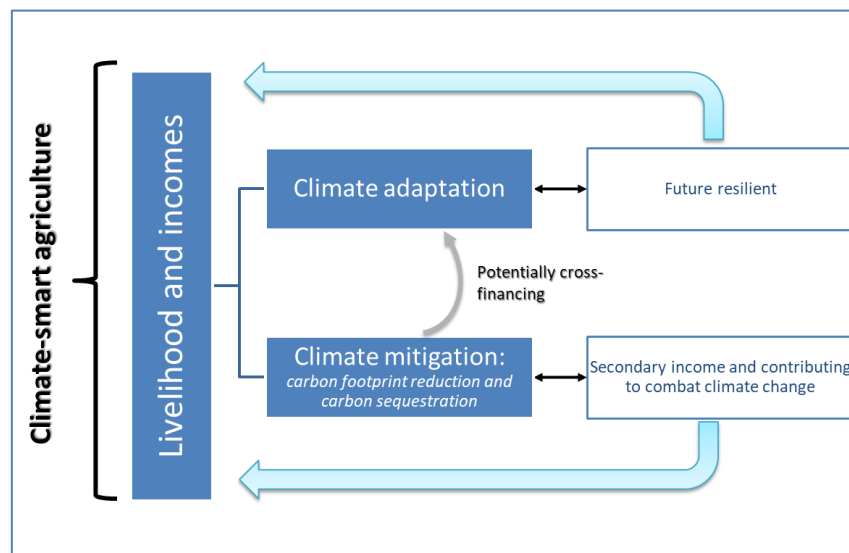 Climate-smart agriculture
Livelihood and incomes
Climate adaptation
Future resilient
Potentially cross-
financing
Climate mitigation:
carbon footprint reduction and
carbon sequestration
Secondary income and contributing
to combat climate change